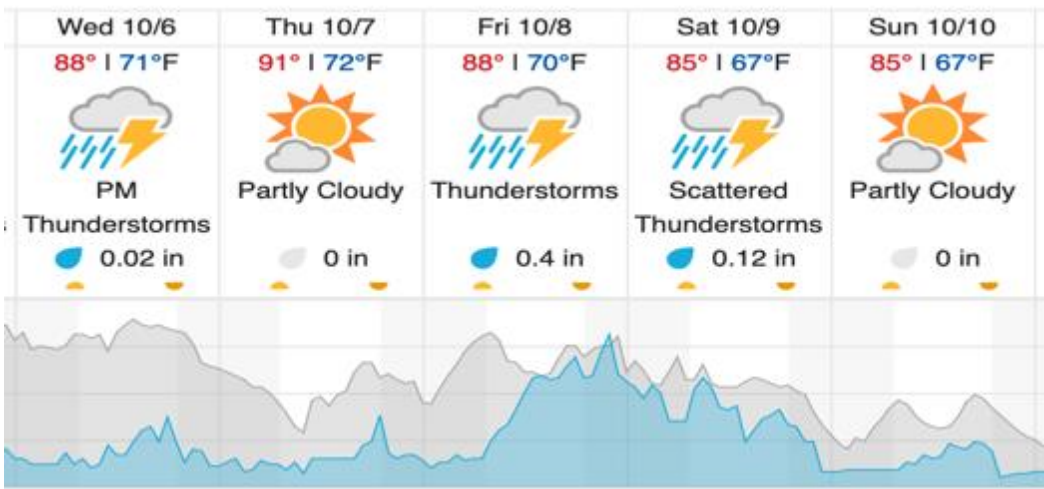 Wed 10/6
88° | 71°F
PM
Thunderstorms
0.02 in
Thu 10/7
91° | 72°F
Partly Cloudy
0 in
Fri 10/8
88° | 70°F
Thunderstorms
0.4 in
Sat 10/9
85° | 67°F
Scattered
Thunderstorms
0.12 in
Sun 10/10
85° | 67°F
Partly Cloudy
0 in